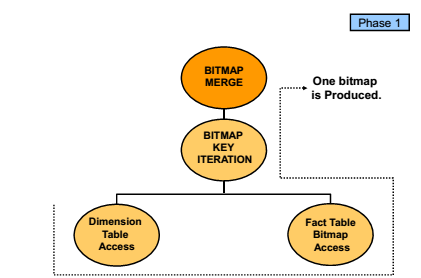 Phase 1
BITMAP
MERGE
One bitmap
is Produced.
BITMAP
KEY
ITERATION
Dimension
Table
Access
Fact Table
Bitmap
Access